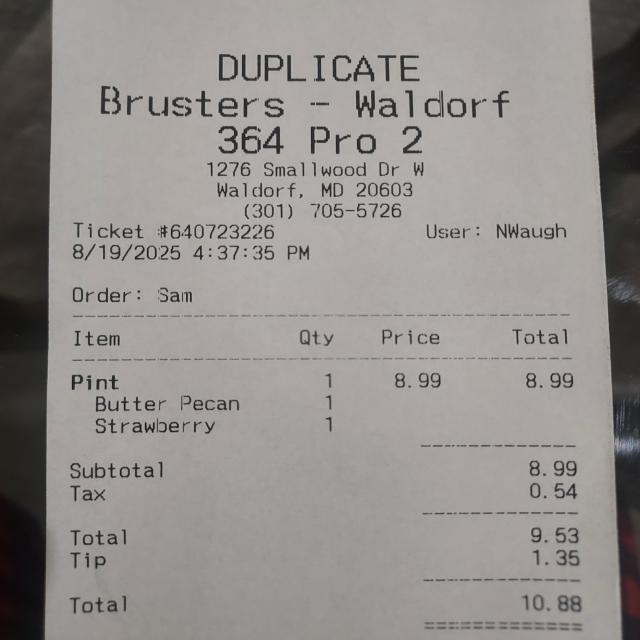 DUPLICATE
Brusters - Waldorf
364 Pro 2
1276 Smallwood Dr W
Waldorf, MD 20603
(301) 705-5726
Ticket #640723226 User: NWaugh
8/19/2025 4:37:35 PM
Order: Sam
Item Qty Price Total
Pint 1 8.99 8.99
Butter Pecan 1
Strawberry 1
Subtotal 8.99
Tax 0.54
Total 9.53
Tip 1.35
Total 10.88